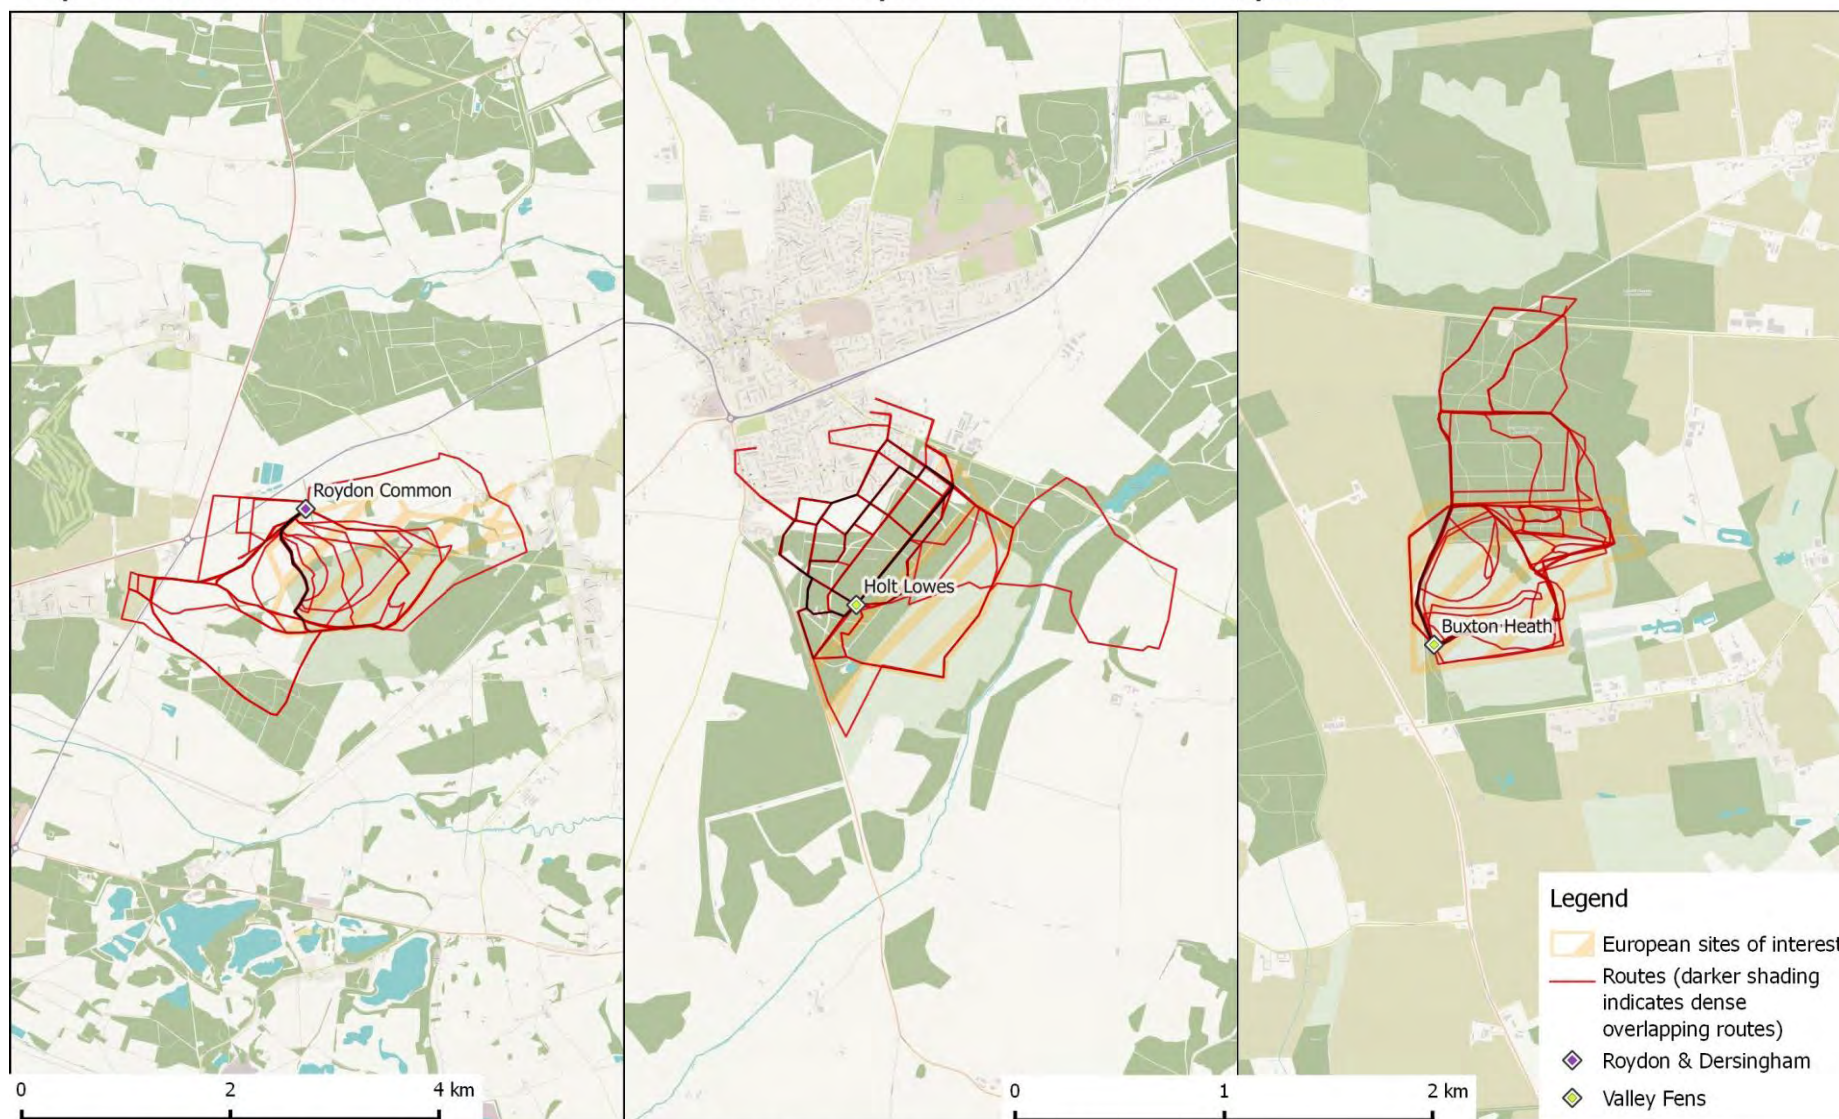 Roydon Common
Holt Lowes
Buxton Heath
Legend
European sites of interest
Routes (darker shading
indicates dense
overlapping routes)
Roydon & Dersingham
Valley Fens
0 2 4 km
0 1 2 km